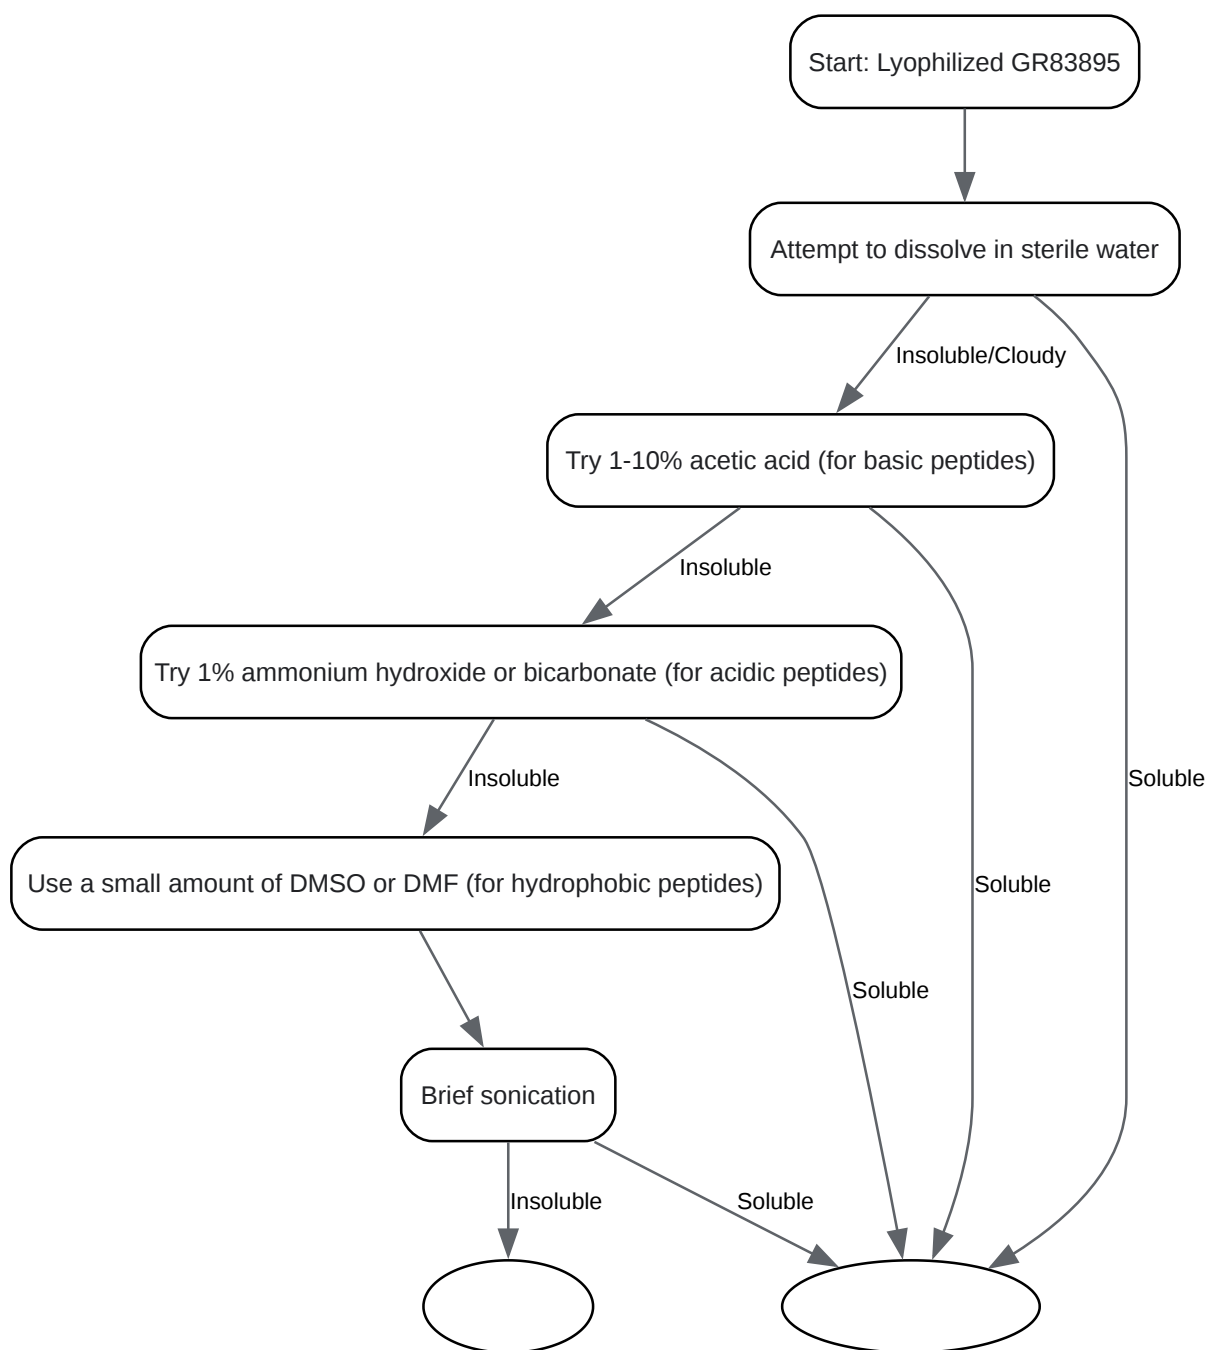 Start: Lyophilized GR83895
Attempt to dissolve in sterile water
Insoluble/Cloudy
Try 1-10% acetic acid (for basic peptides)
Insoluble
Try 1% ammonium hydroxide or bicarbonate (for acidic peptides)
Insoluble
Soluble
Use a small amount of DMSO or DMF (for hydrophobic peptides)
Soluble
Soluble
Brief sonication
Insoluble
Soluble